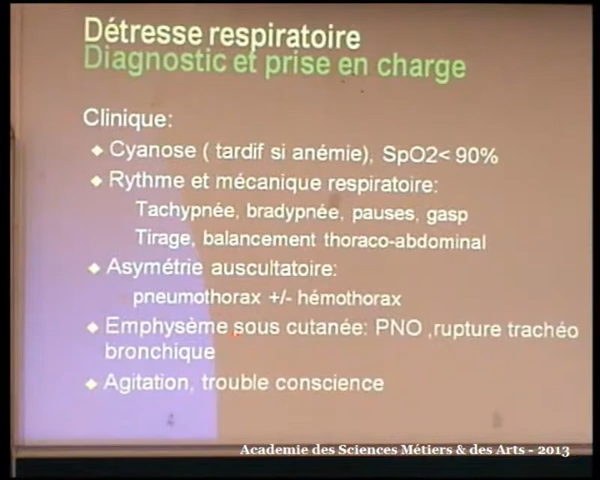 Détresse respiratoire
Diagnostic et prise en charge
Clinique:
Cyanose ( tardif si anémie), SpO2< 90%
Rythme et mécanique respiratoire:
Tachypnée, bradypnée, pauses, gasp
Tirage, balancement thoraco-abdominal
Asymétrie auscultatoire:
pneumothorax +/- hémothorax
Emphysème sous cutanée: PNO ,rupture trachéo
bronchique
Agitation, trouble conscience
Academie des Sciences Métiers & des Arts - 2013